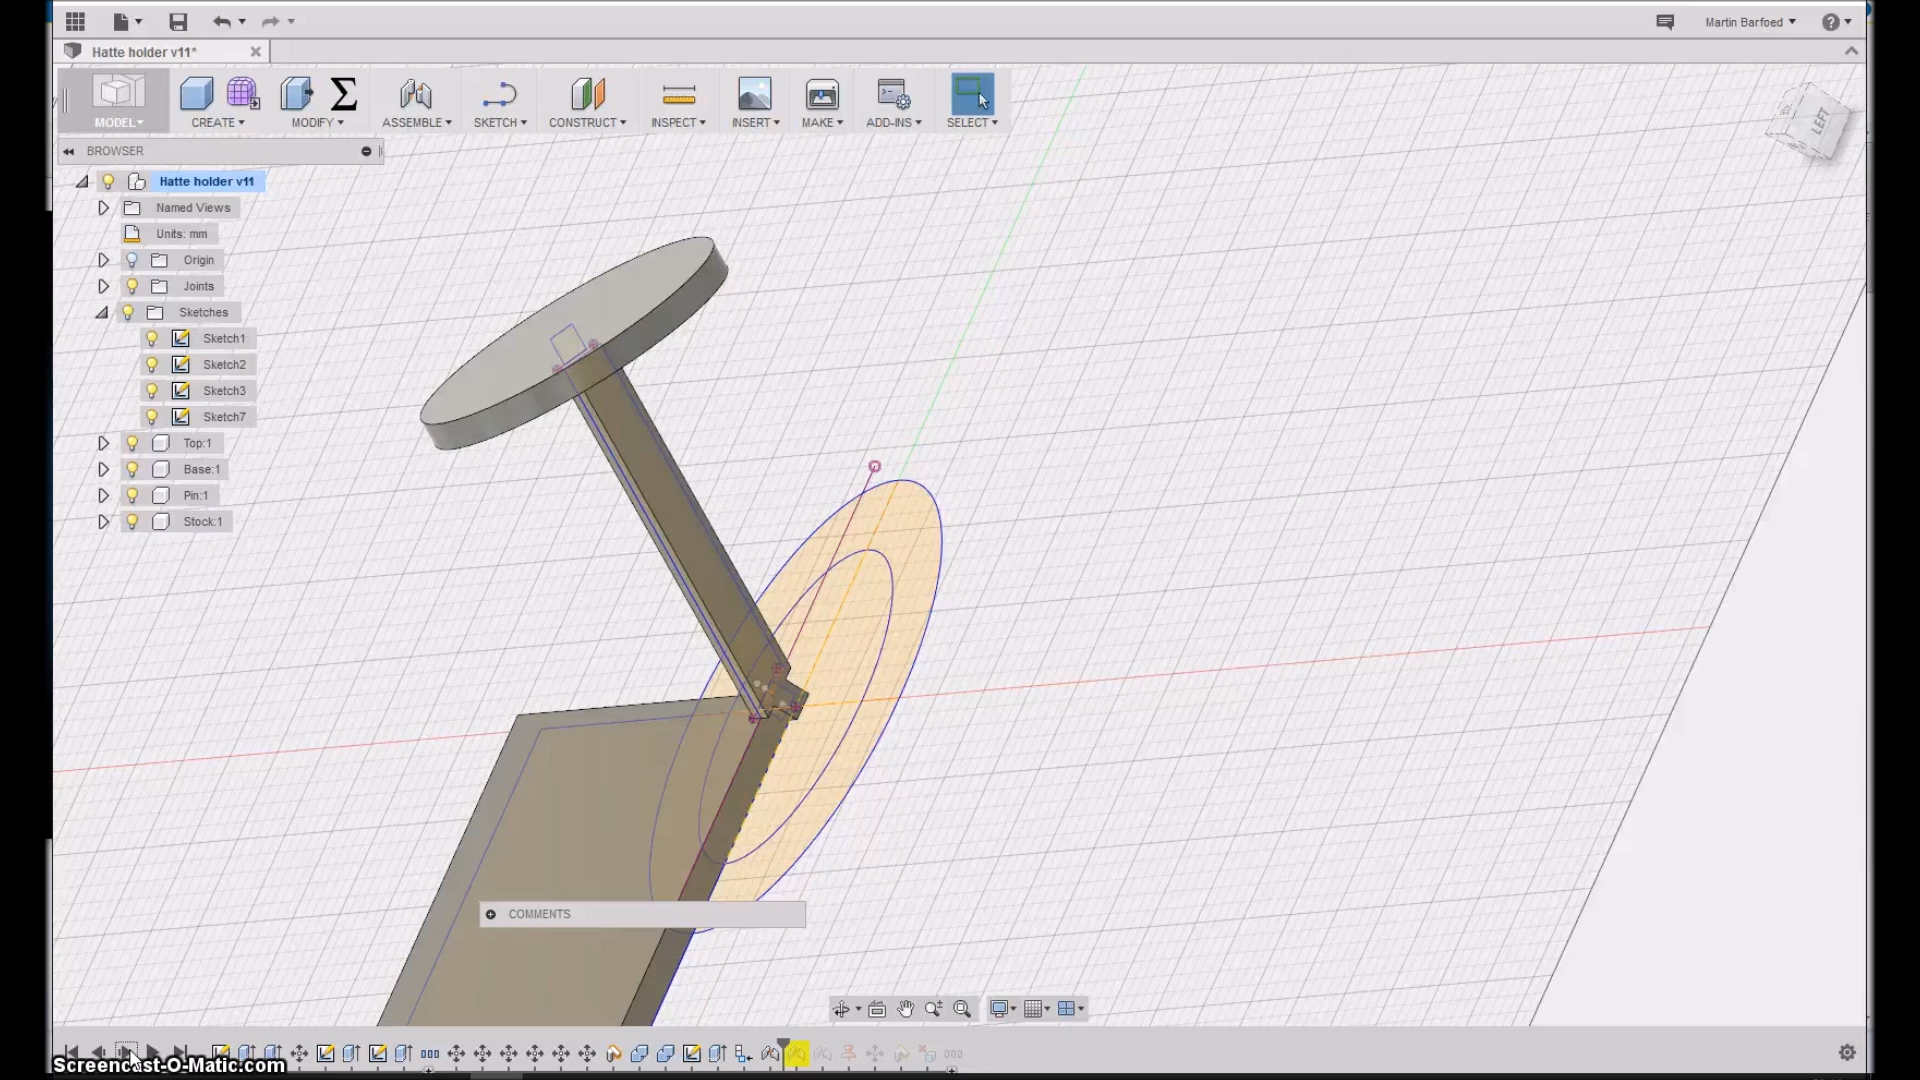 Martin Barfoed
Hatte holder v11*
MODEL
CREATE
MODIFY
ASSEMBLE
SKETCH
CONSTRUCT
INSPECT
INSERT
MAKE
ADD-INS
SELECT
LEFT
BROWSER
Hatte holder v11
Named Views
Units: mm
Origin
Joints
Sketches
Sketch1
Sketch2
Sketch3
Sketch7
Top:1
Base:1
Pin:1
Stock:1
COMMENTS
Screencast-O-Matic.com